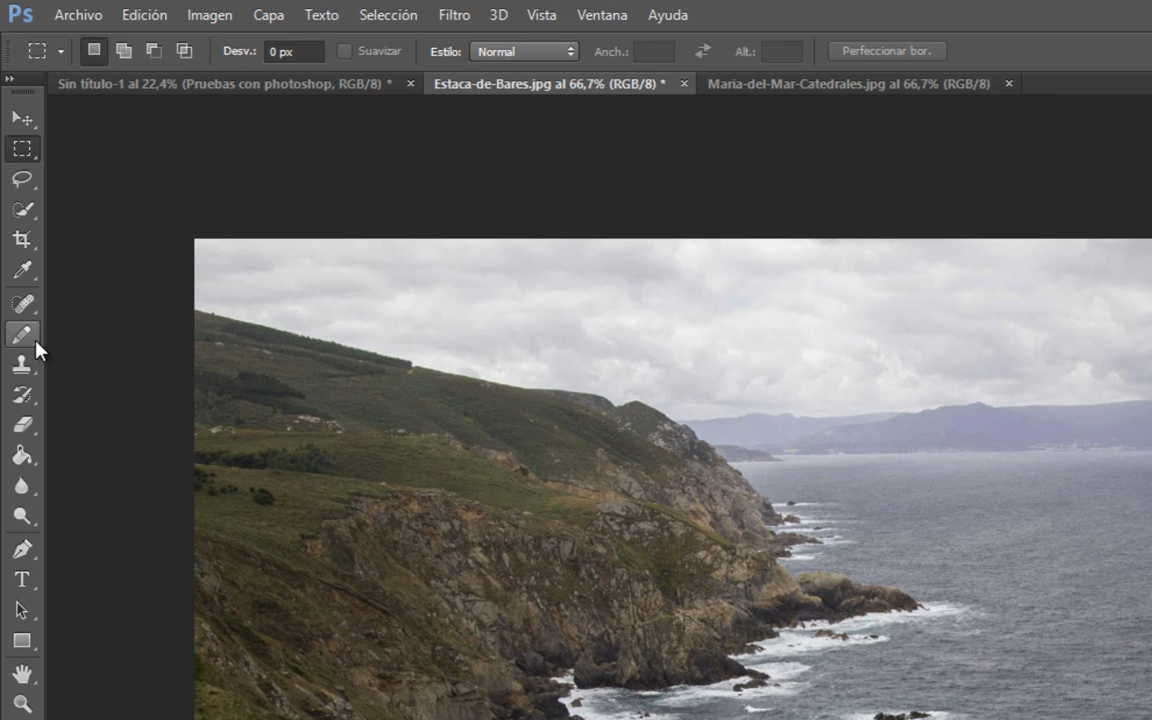 Ps Archivo Edición Imagen Capa Texto Selección Filtro 3D Vista Ventana Ayuda
Desv.: 0 px Suavizar Estilo: Normal Anch.: Alt.: Perfeccionar bor.
Sin título-1 al 22,4% (Pruebas con photoshop, RGB/8) * × Estaca-de-Bares.jpg al 66,7% (RGB/8) * × Maria-del-Mar-Catedrales.jpg al 66,7% (RGB/8) ×
T